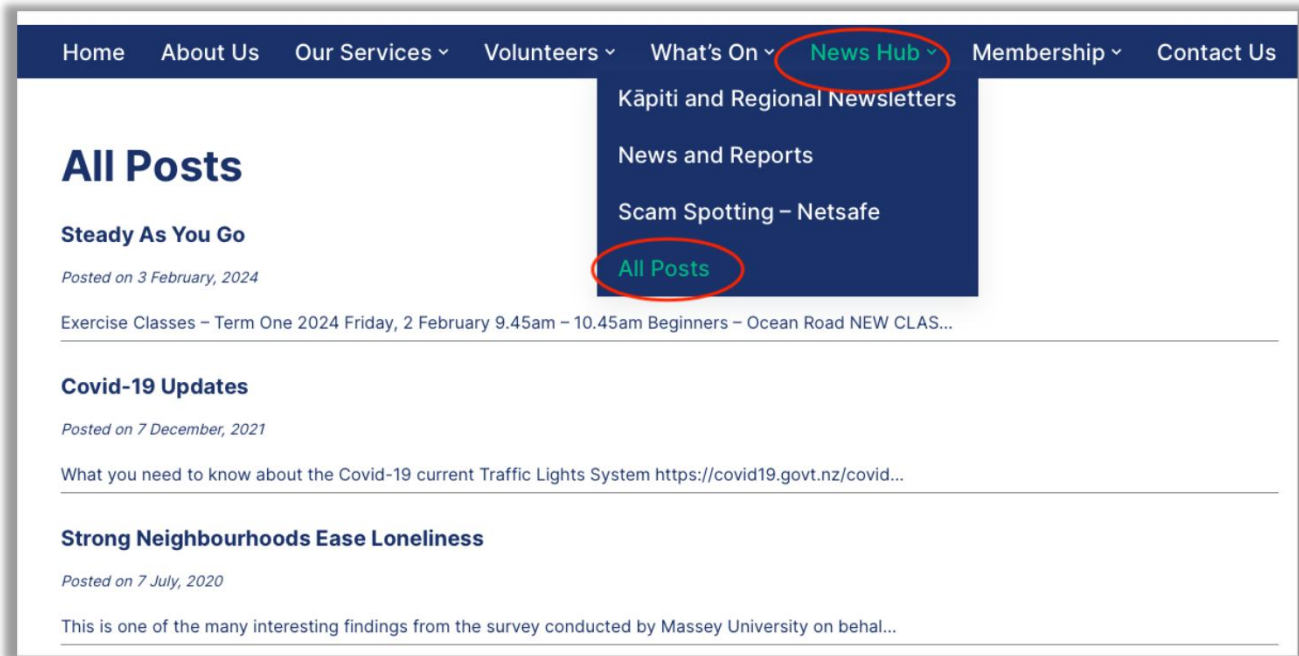 Home About Us Our Services Volunteers What's On News Hub Membership Contact Us
Kāpiti and Regional Newsletters
News and Reports
Scam Spotting – Netsafe
All Posts
All Posts
Steady As You Go
Posted on 3 February, 2024
Exercise Classes – Term One 2024 Friday, 2 February 9.45am – 10.45am Beginners – Ocean Road NEW CLAS...
Covid-19 Updates
Posted on 7 December, 2021
What you need to know about the Covid-19 current Traffic Lights System https://covid19.govt.nz/covid...
Strong Neighbourhoods Ease Loneliness
Posted on 7 July, 2020
This is one of the many interesting findings from the survey conducted by Massey University on behal...